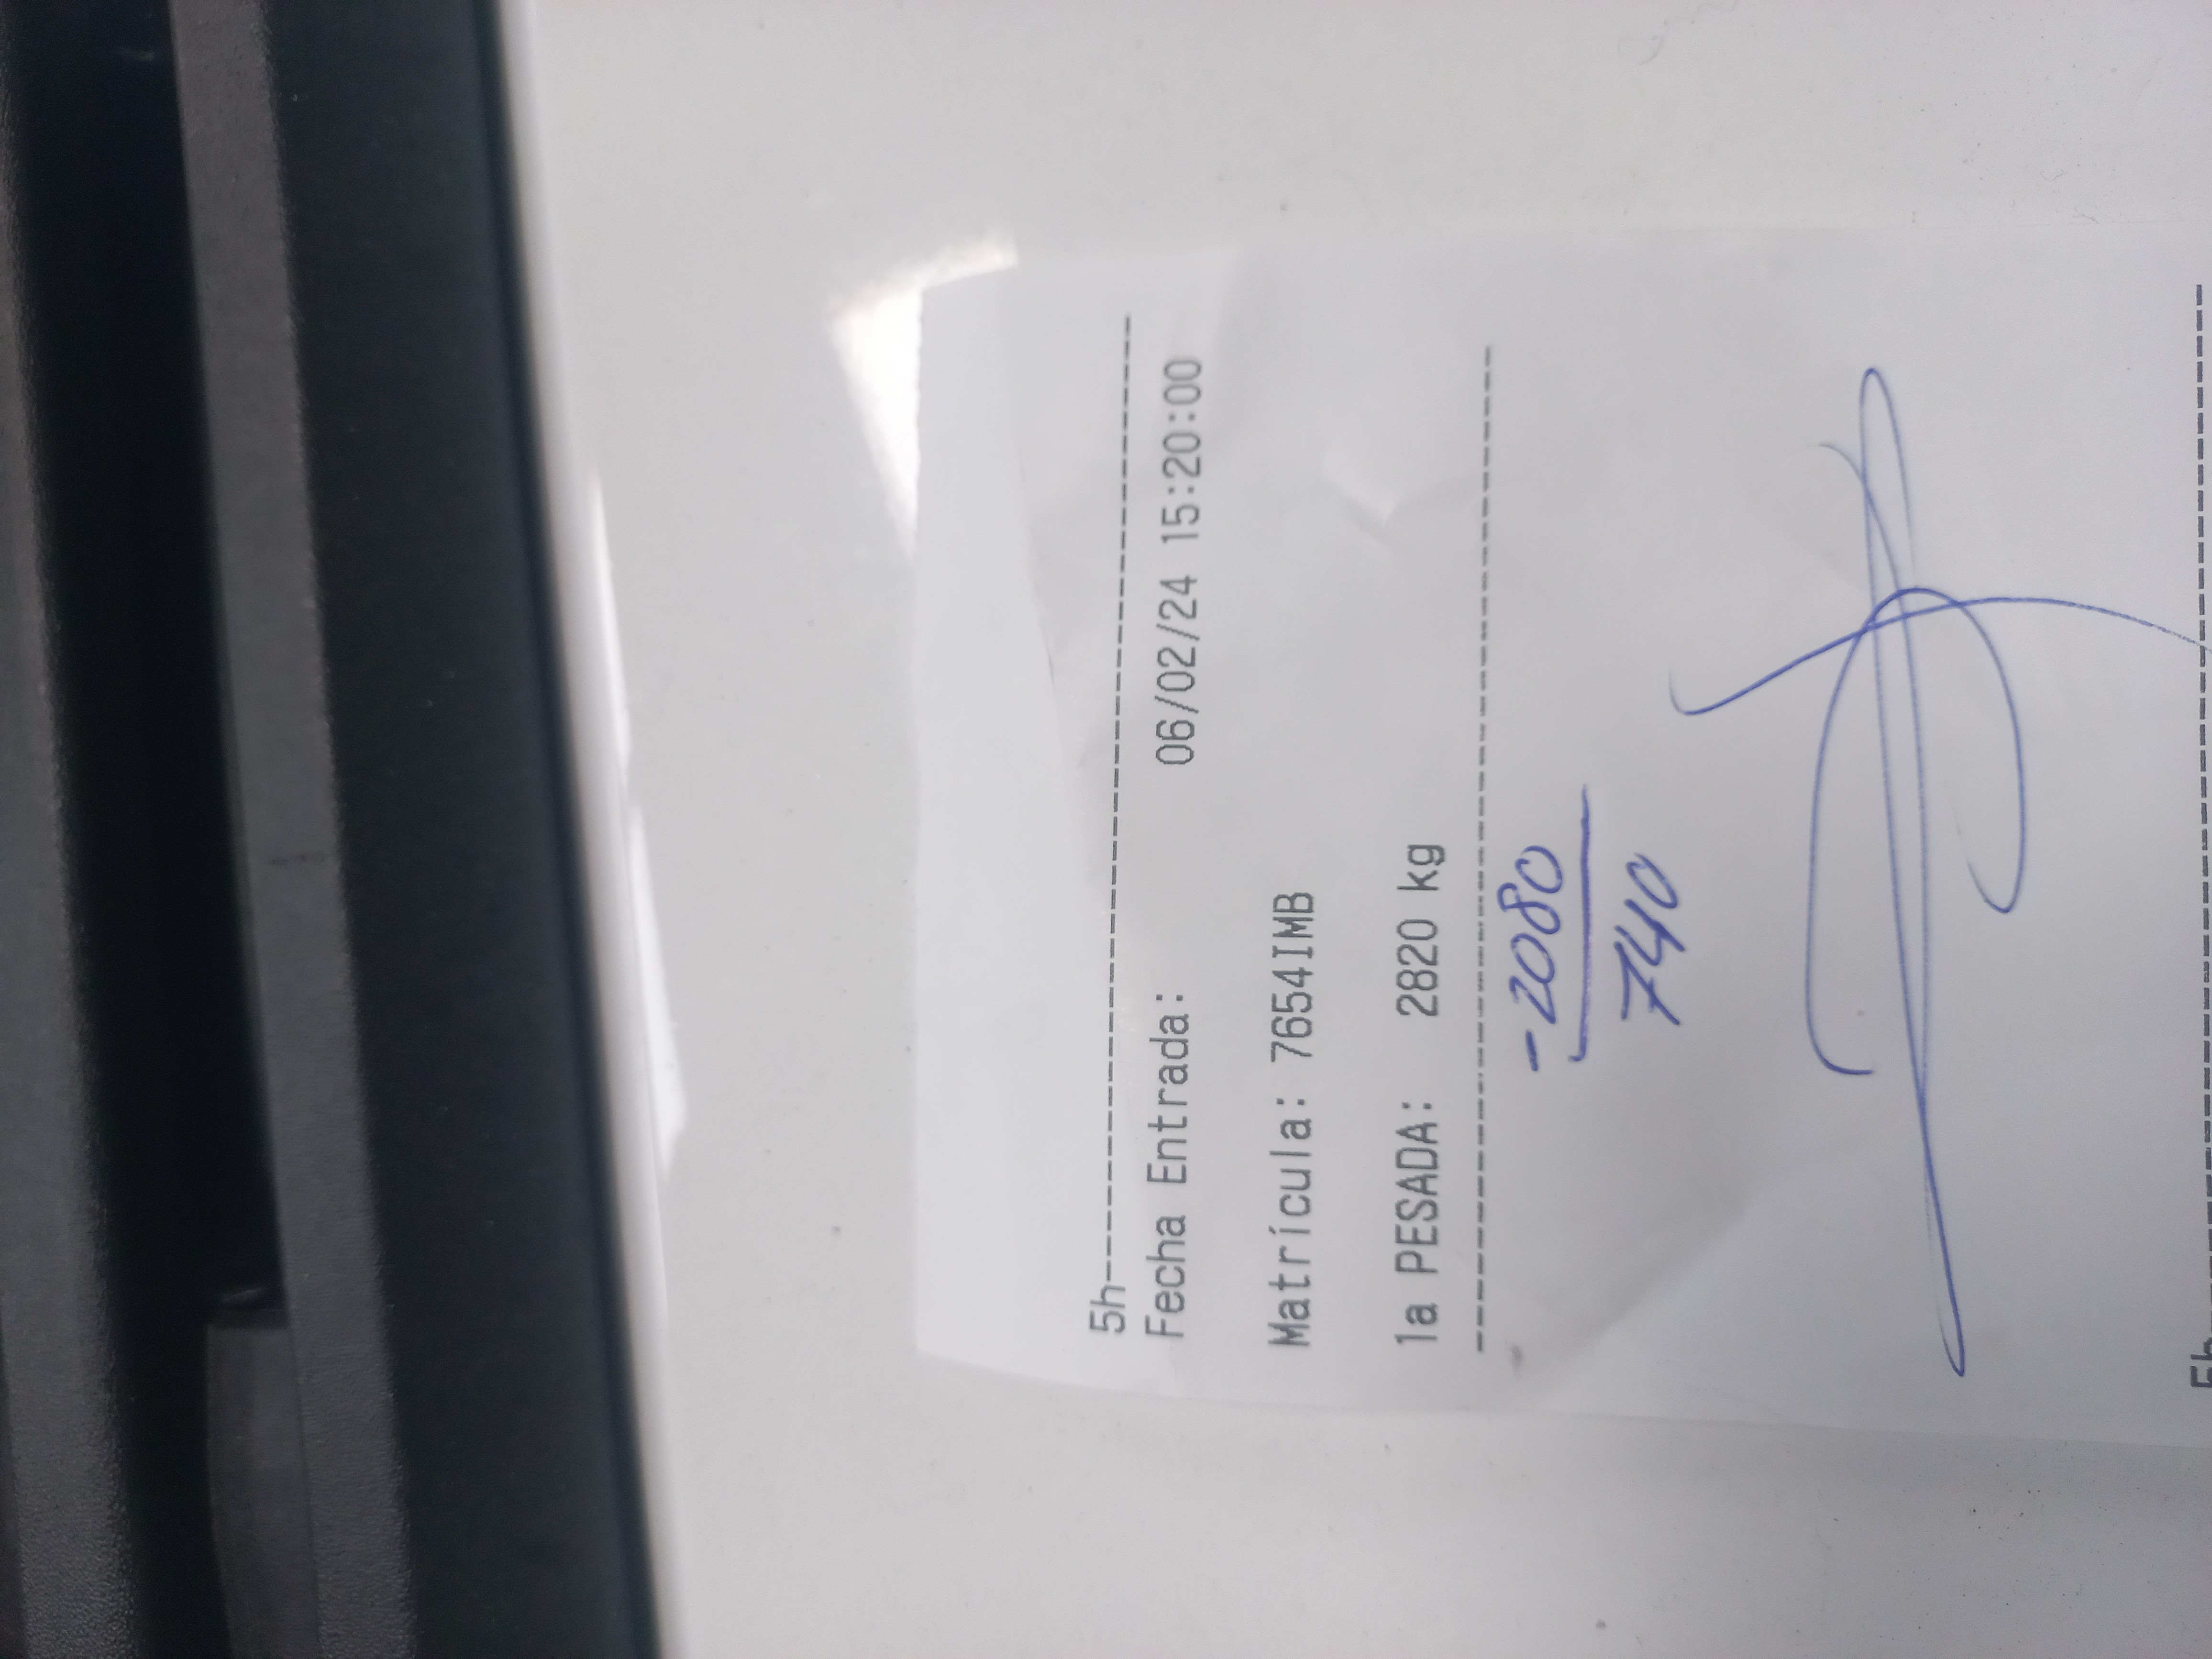 5h------------------------------------
Fecha Entrada: 06/02/24 15:20:00
Matrícula: 7654IMB
1a PESADA: 2820 kg
--------------------------------------
-2080
740